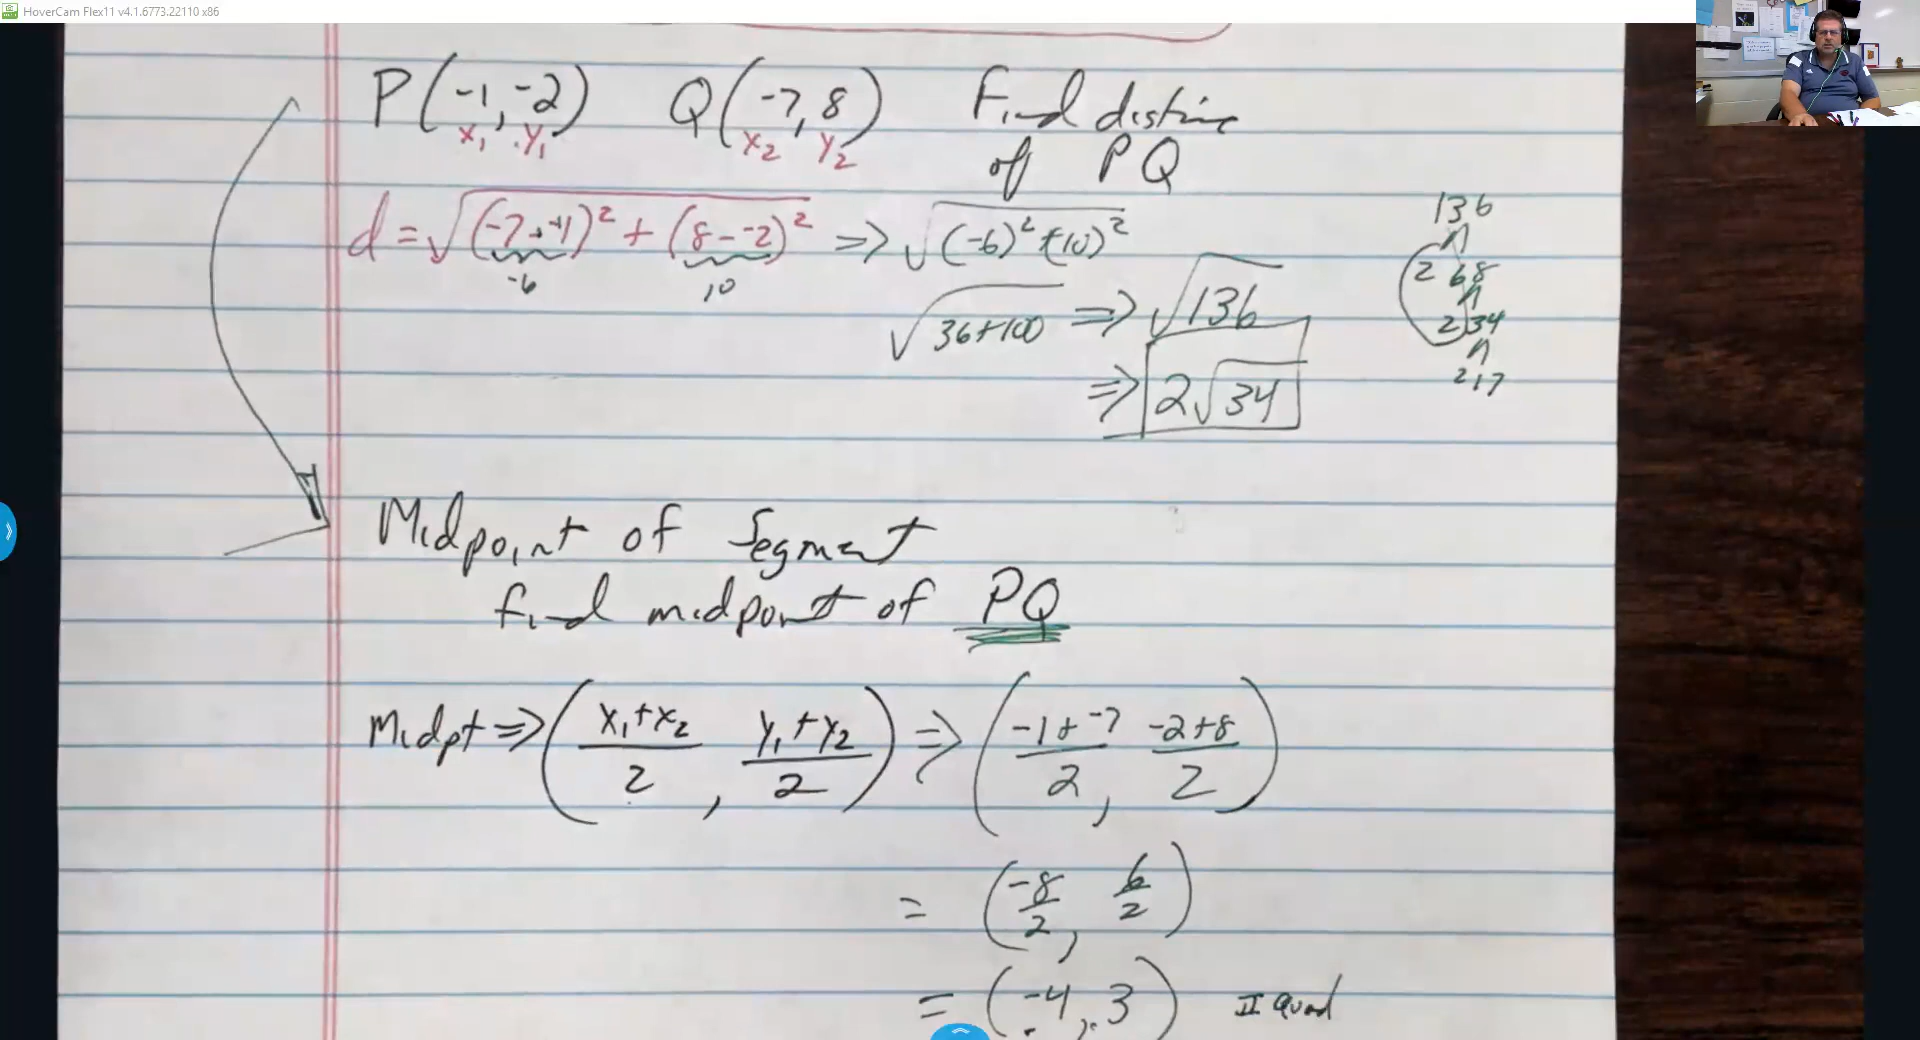 HoverCam Flex11 v4.1.6773.22110 x86
P(-1,-2) Q(-7,8) Find distine
x₁ y₁ x₂ y₂ of PQ
d = √(-7++1)² + (8--2)² => √(-6)²+(10)²
-6 10
√36+100 => √136
=> 2√34
136
2 68
2 34
2 17
Midpoint of Segment
find midpoint of PQ
Midpt => (x₁+x₂/2, y₁+y₂/2) => (-1+-7/2, -2+8/2)
= (-8/2, 6/2)
= (-4, 3) II Quad